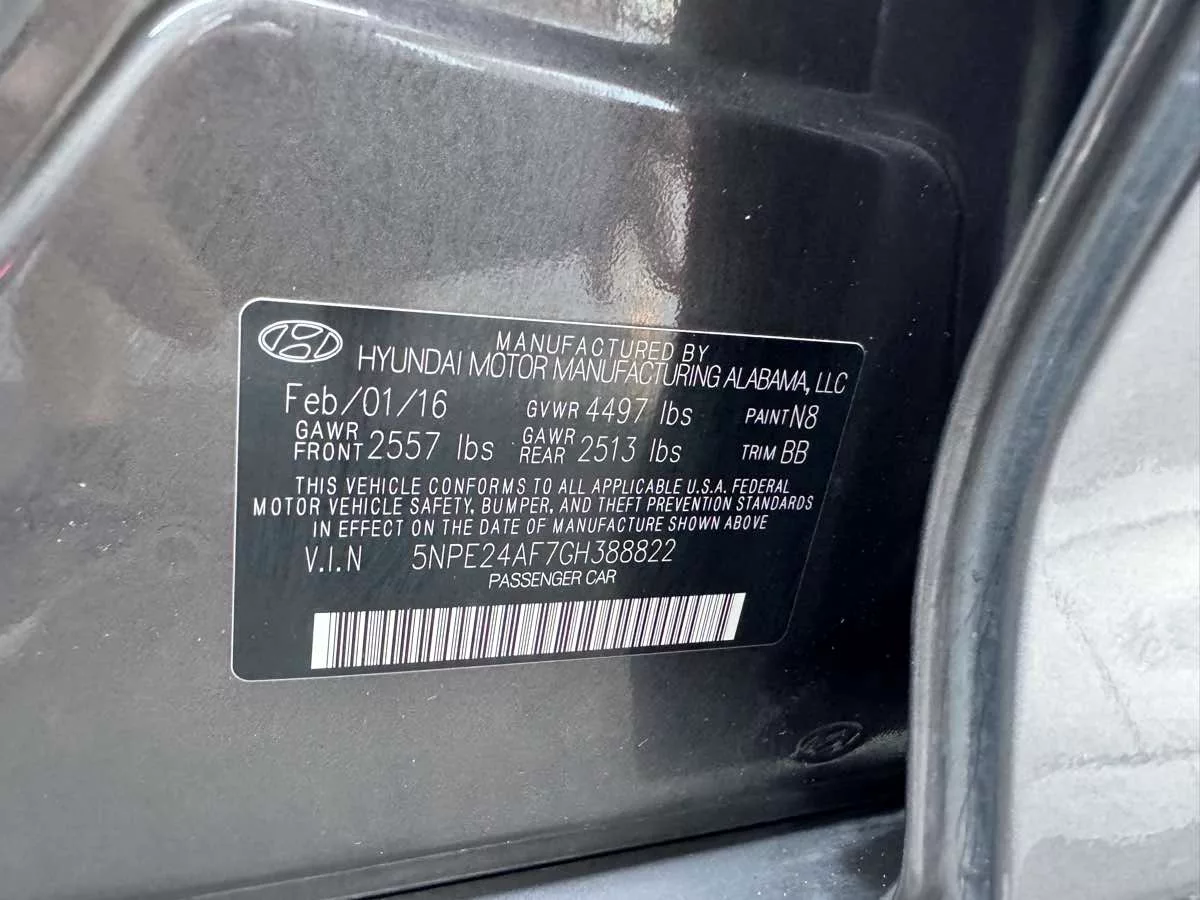 MANUFACTURED BY
HYUNDAI MOTOR MANUFACTURING ALABAMA, LLC
Feb/01/16 GVWR 4497 lbs PAINT N8
GAWR FRONT 2557 lbs GAWR REAR 2513 lbs TRIM BB
THIS VEHICLE CONFORMS TO ALL APPLICABLE U.S.A. FEDERAL
MOTOR VEHICLE SAFETY, BUMPER, AND THEFT PREVENTION STANDARDS
IN EFFECT ON THE DATE OF MANUFACTURE SHOWN ABOVE
V.I.N 5NPE24AF7GH388822
PASSENGER CAR